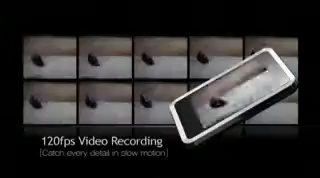 120fps Video Recording
[Catch every detail in slow motion]